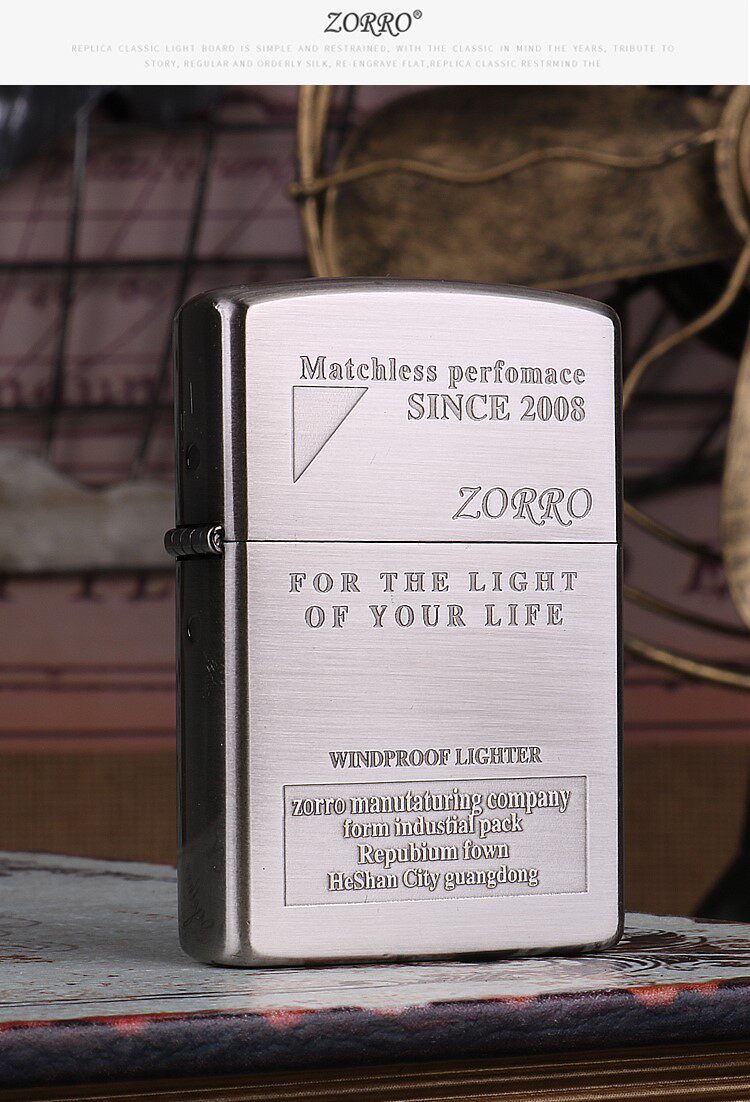 ZORRO®
REPLICA CLASSIC LIGHT BOARD IS SIMPLE AND RESTRAINED, WITH THE CLASSIC IN MIND THE YEARS, TRIBUTE TO
STORY, REGULAR AND ORDERLY SILK, RE-ENGRAVE FLAT,REPLICA CLASSIC RESTRMIND THE
Matchless perfomace
SINCE 2008
ZORRO
FOR THE LIGHT
OF YOUR LIFE
WINDPROOF LIGHTER
zorro manutaturing company
form industial pack
Repubium fown
HeShan City guangdong